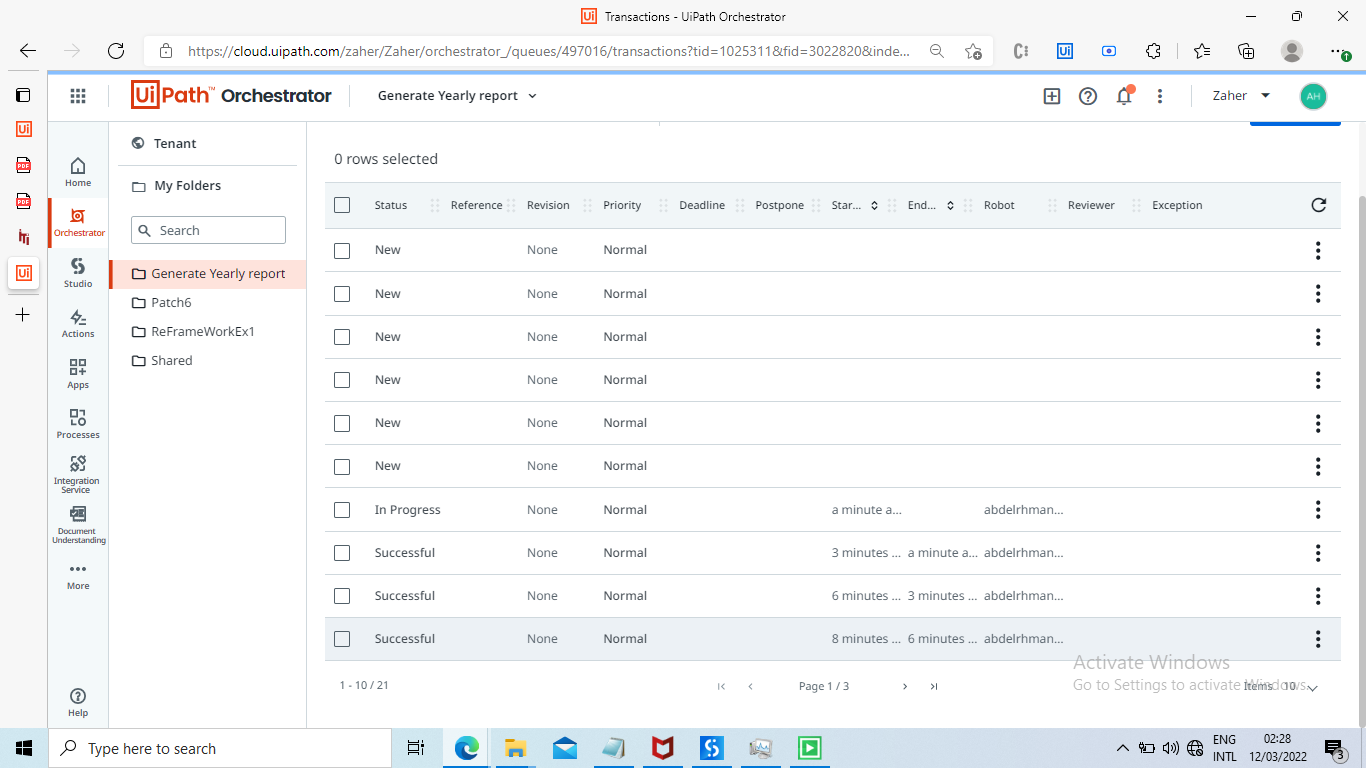 Transactions - UiPath Orchestrator
https://cloud.uipath.com/zaher/Zaher/orchestrator_/queues/497016/transactions?tid=1025311&fid=3022820&inde...
UiPath™ Orchestrator
Generate Yearly report
Zaher
AH
Home
Orchestrator
Studio
Actions
Apps
Processes
Integration
Service
Document
Understanding
More
Help
Tenant
My Folders
Search
Generate Yearly report
Patch6
ReFrameWorkEx1
Shared
0 rows selected
Status Reference Revision Priority Deadline Postpone Star... End... Robot Reviewer Exception
New None Normal
New None Normal
New None Normal
New None Normal
New None Normal
New None Normal
In Progress None Normal a minute a... abdelrhman...
Successful None Normal 3 minutes ... a minute a... abdelrhman...
Successful None Normal 6 minutes ... 3 minutes ... abdelrhman...
Successful None Normal 8 minutes ... 6 minutes ... abdelrhman...
1 - 10 / 21
Page 1 / 3
Items 10
Activate Windows
Go to Settings to activate Windows.
Type here to search
ENG
INTL
02:28
12/03/2022
3